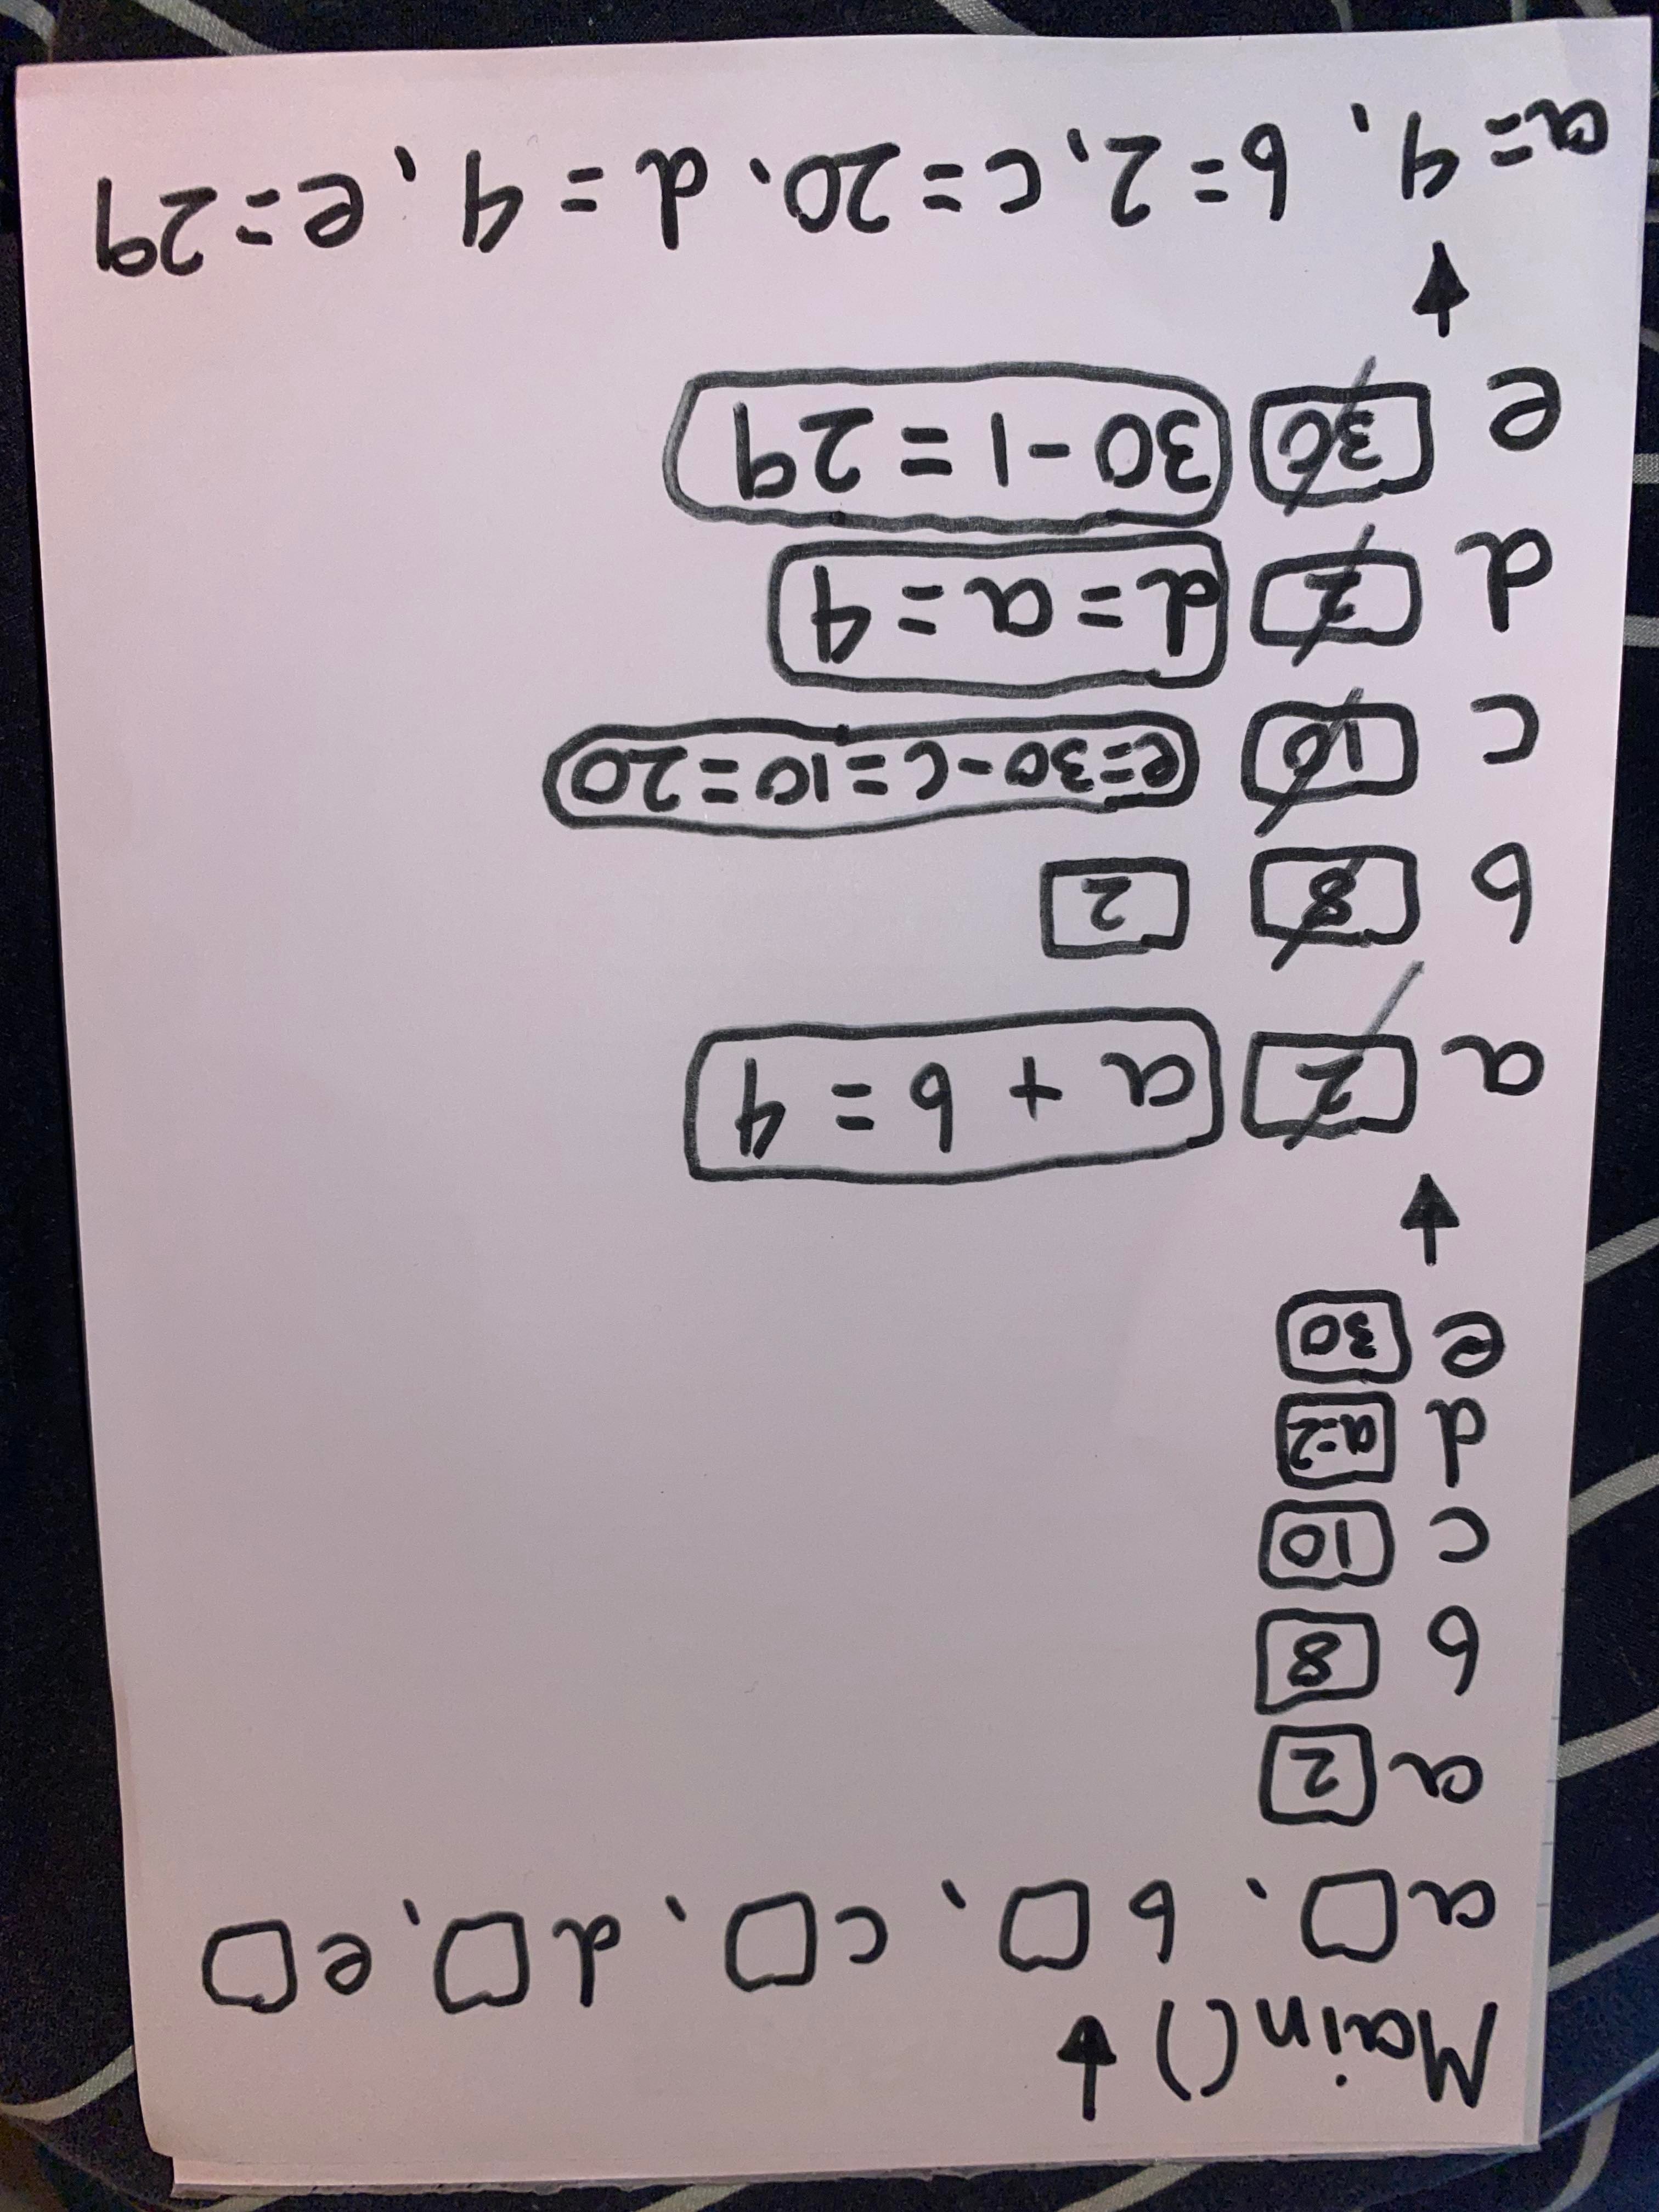 Main() ↓
a □, b □, c □, d □, e □
a 2
b 8
c 10
d a=2
e 30
↓
a 2 a + b = 4
b 8 2
c 10 e=30-c=10=20
d 2 d=a=4
e 30 30-1=29
↓
a=4, b=2, c=20, d=4, e=29